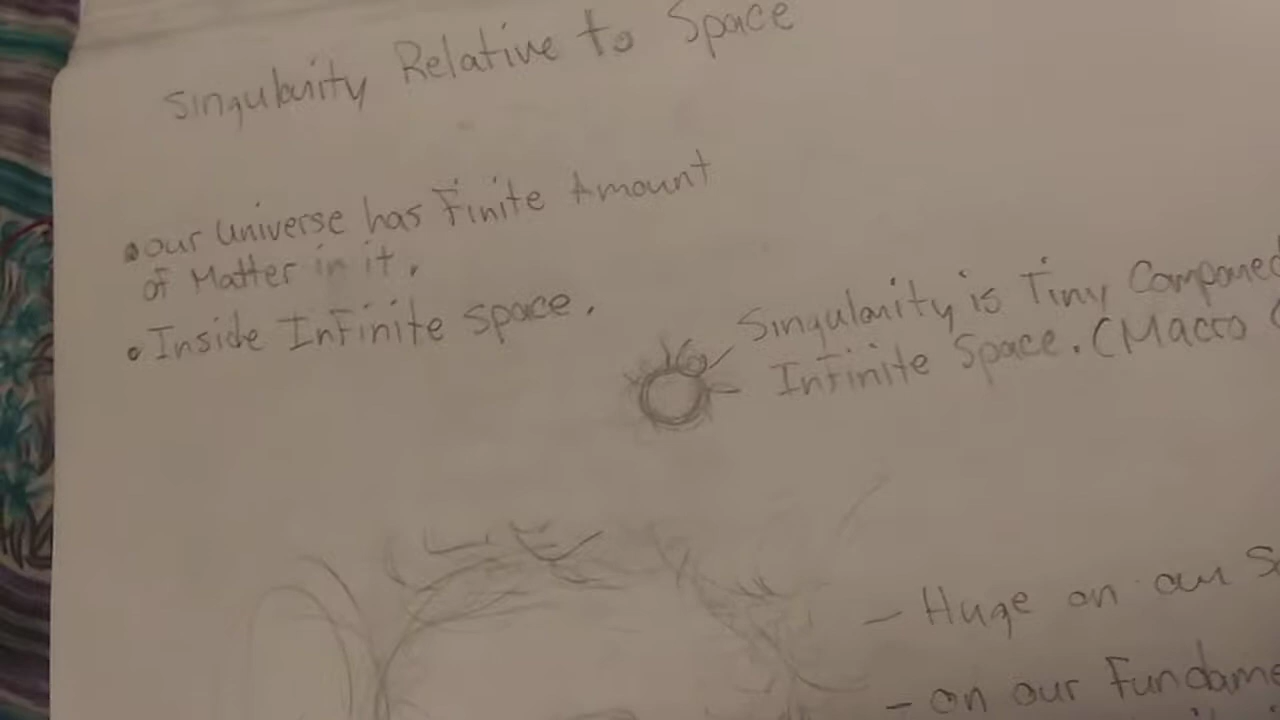 Singularity Relative to Space
• our Universe has Finite Amount
of Matter in it.
• Inside Infinite space.
Singularity is Tiny Compared
Infinite Space. (Macro
- Huge on our
- on our Fundame